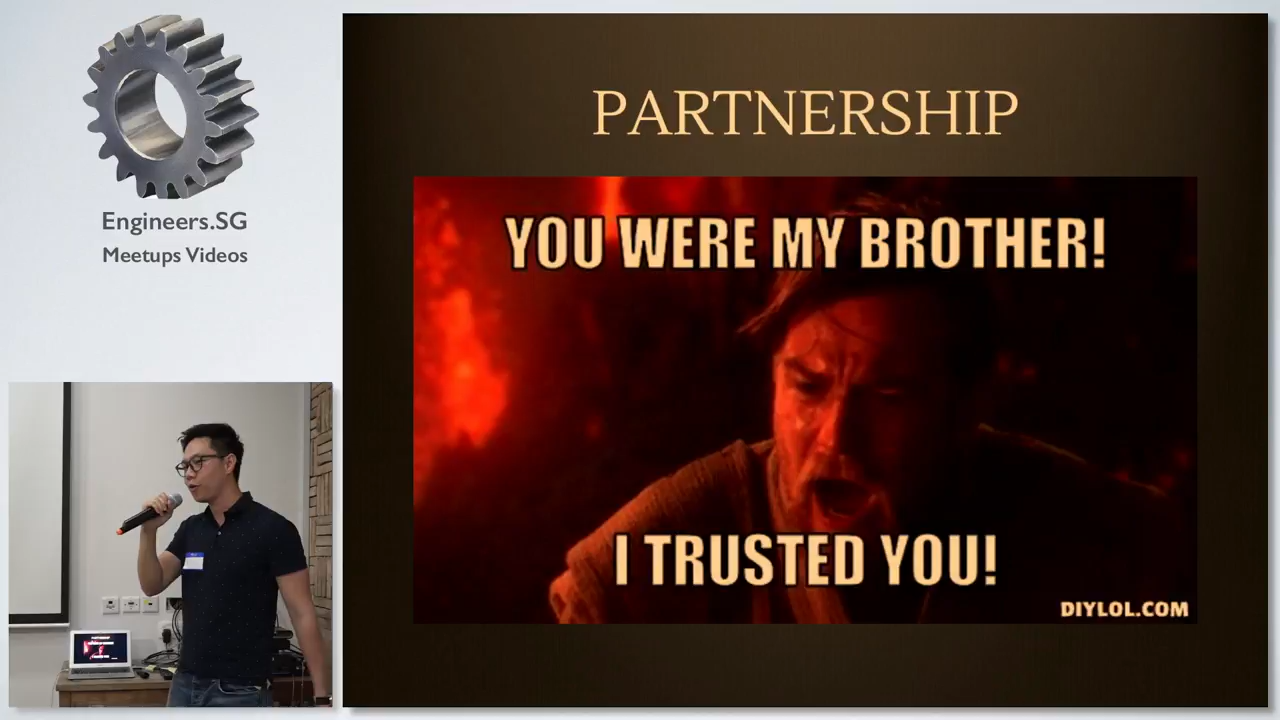 Engineers.SG
Meetups Videos
PARTNERSHIP
YOU WERE MY BROTHER!
I TRUSTED YOU!
DIYLOL.COM